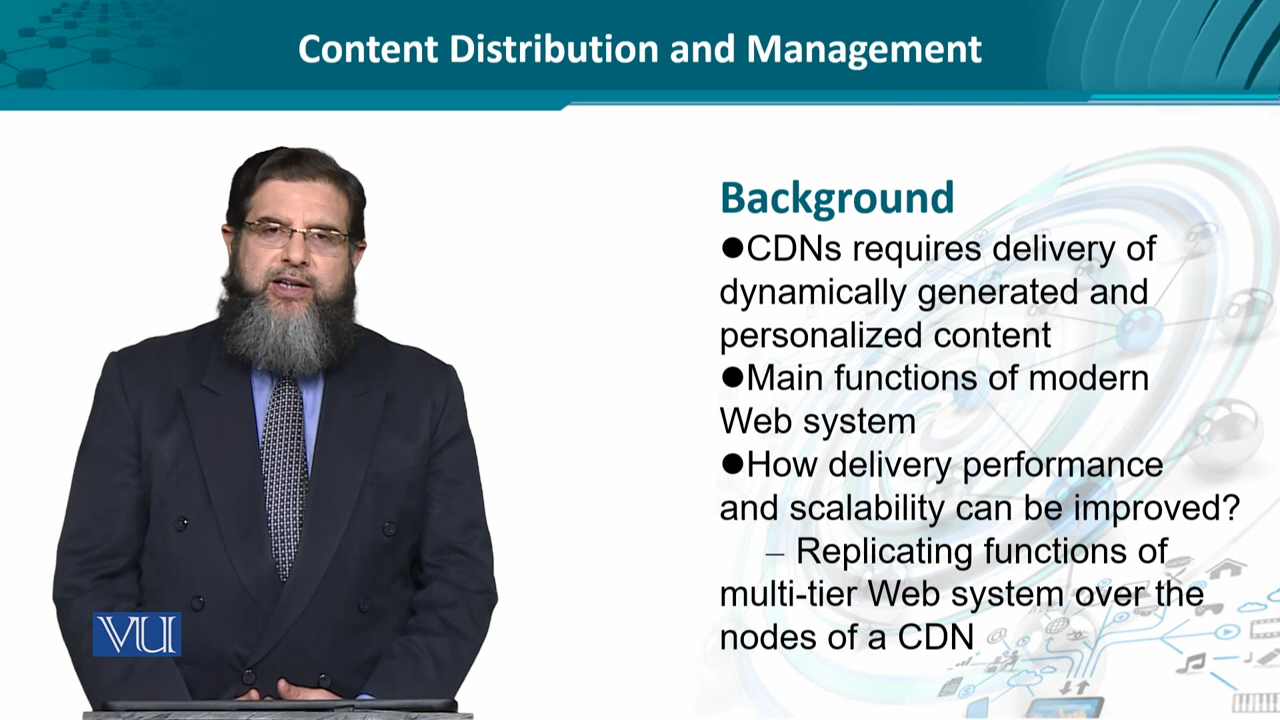 Content Distribution and Management
Background
●CDNs requires delivery of
dynamically generated and
personalized content
●Main functions of modern
Web system
●How delivery performance
and scalability can be improved?
– Replicating functions of
multi-tier Web system over the
nodes of a CDN
VU